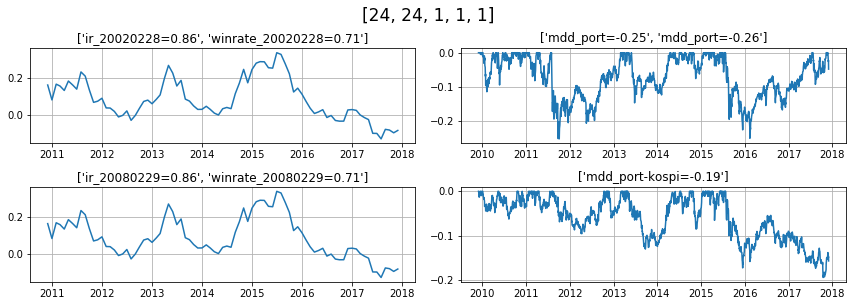 [24, 24, 1, 1, 1]
['ir_20020228=0.86', 'winrate_20020228=0.71']
0.2
0.0
2011 2012 2013 2014 2015 2016 2017 2018
['mdd_port=-0.25', 'mdd_port=-0.26']
0.0
−0.1
−0.2
2010 2011 2012 2013 2014 2015 2016 2017 2018
['ir_20080229=0.86', 'winrate_20080229=0.71']
0.2
0.0
2011 2012 2013 2014 2015 2016 2017 2018
['mdd_port-kospi=-0.19']
0.0
−0.1
−0.2
2010 2011 2012 2013 2014 2015 2016 2017 2018